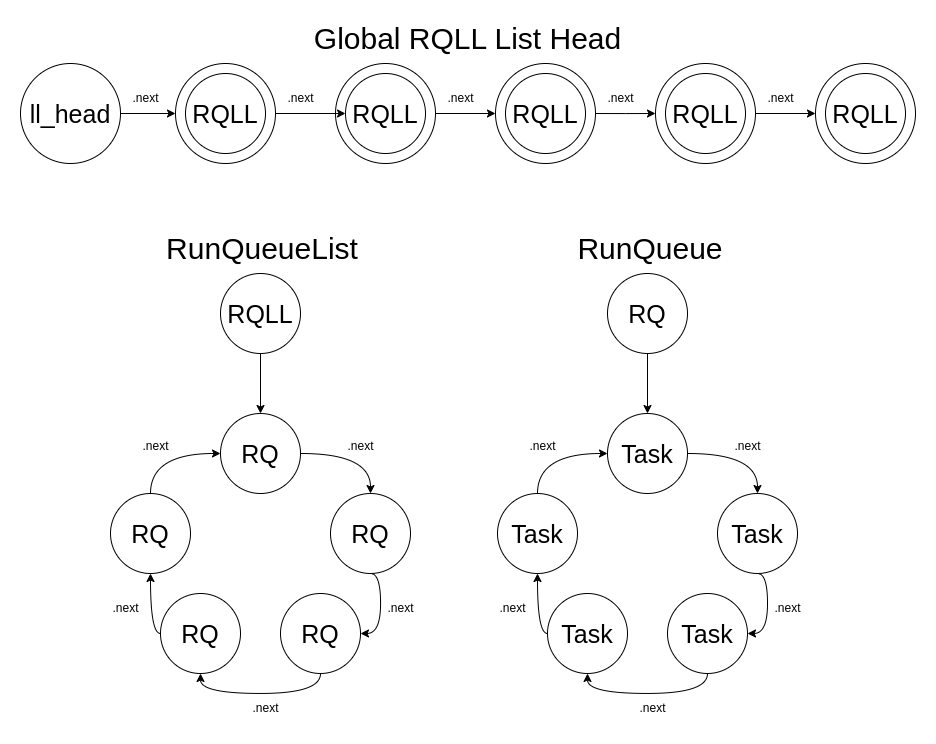 Global RQLL List Head
.next .next .next .next .next
ll_head RQLL RQLL RQLL RQLL RQLL
RunQueueList RunQueue
RQLL RQ
.next .next .next .next
RQ Task
RQ RQ Task Task
.next .next .next .next
RQ RQ Task Task
.next .next